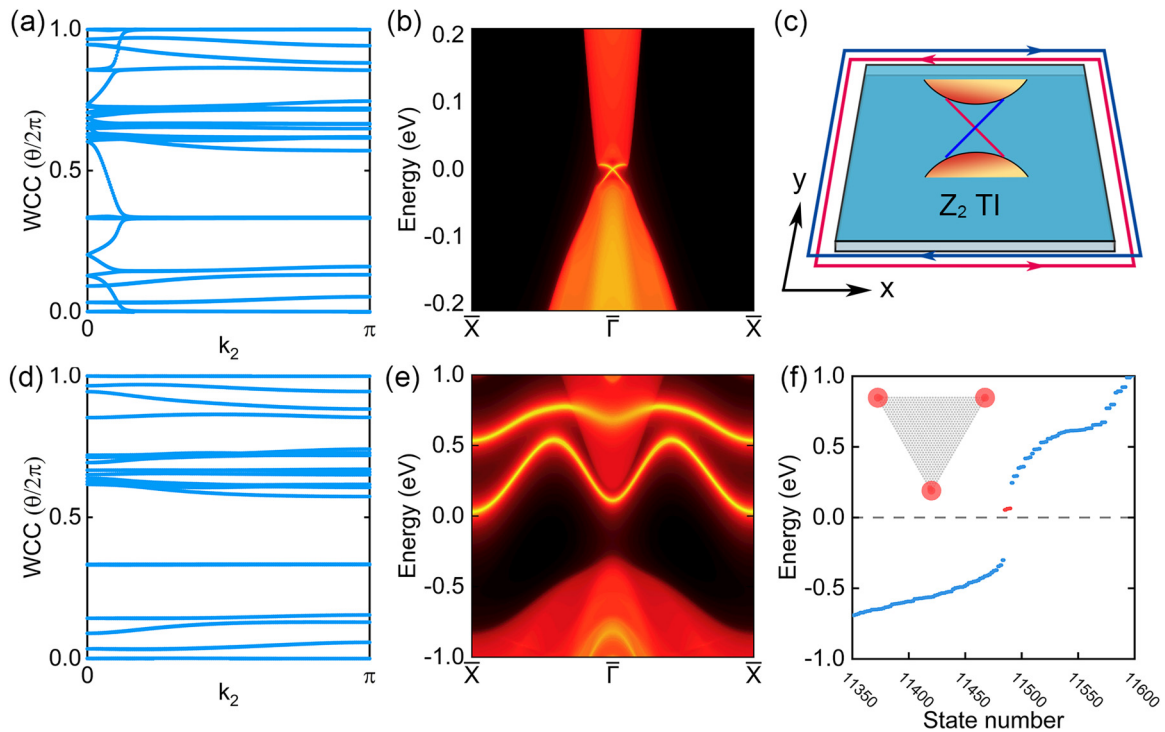 (a)
1.0
0.5
0.0
WCC (θ/2π)
0
π
k₂
(b)
0.2
0.1
0.0
-0.1
-0.2
Energy (eV)
X̅
Γ̅
X̅
(c)
y
x
Z₂ TI
(d)
1.0
0.5
0.0
WCC (θ/2π)
0
π
k₂
(e)
1.0
0.5
0.0
-0.5
-1.0
Energy (eV)
X̅
Γ̅
X̅
(f)
1.0
0.5
0.0
-0.5
-1.0
Energy (eV)
11350
11400
11450
11500
11550
11600
State number